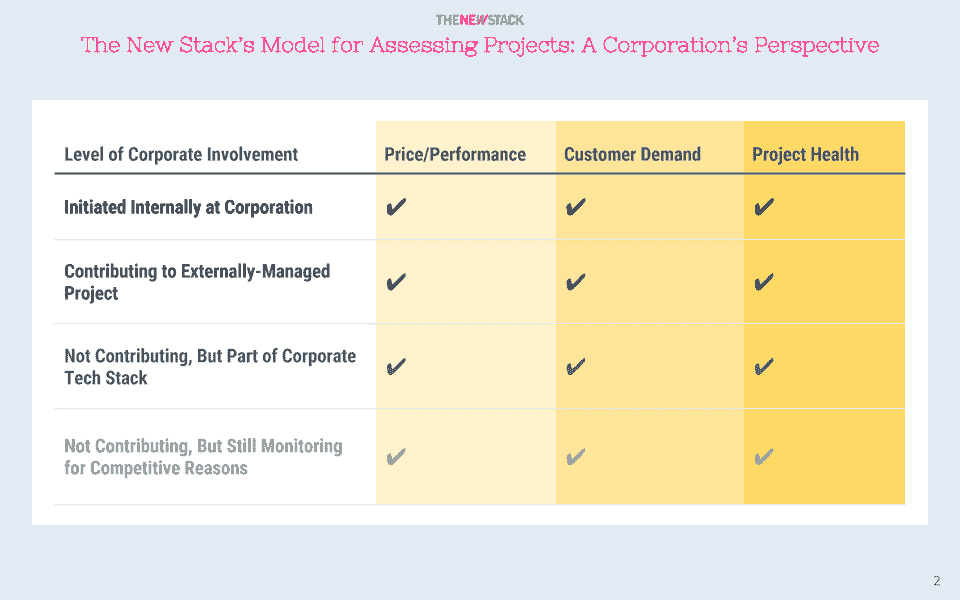 THENEWSTACK
The New Stack's Model for Assessing Projects: A Corporation's Perspective
Level of Corporate Involvement Price/Performance Customer Demand Project Health
Initiated Internally at Corporation ✔ ✔ ✔
Contributing to Externally-Managed
Project ✔ ✔ ✔
Not Contributing, But Part of Corporate
Tech Stack ✔ ✔ ✔
Not Contributing, But Still Monitoring
for Competitive Reasons ✔ ✔ ✔
2